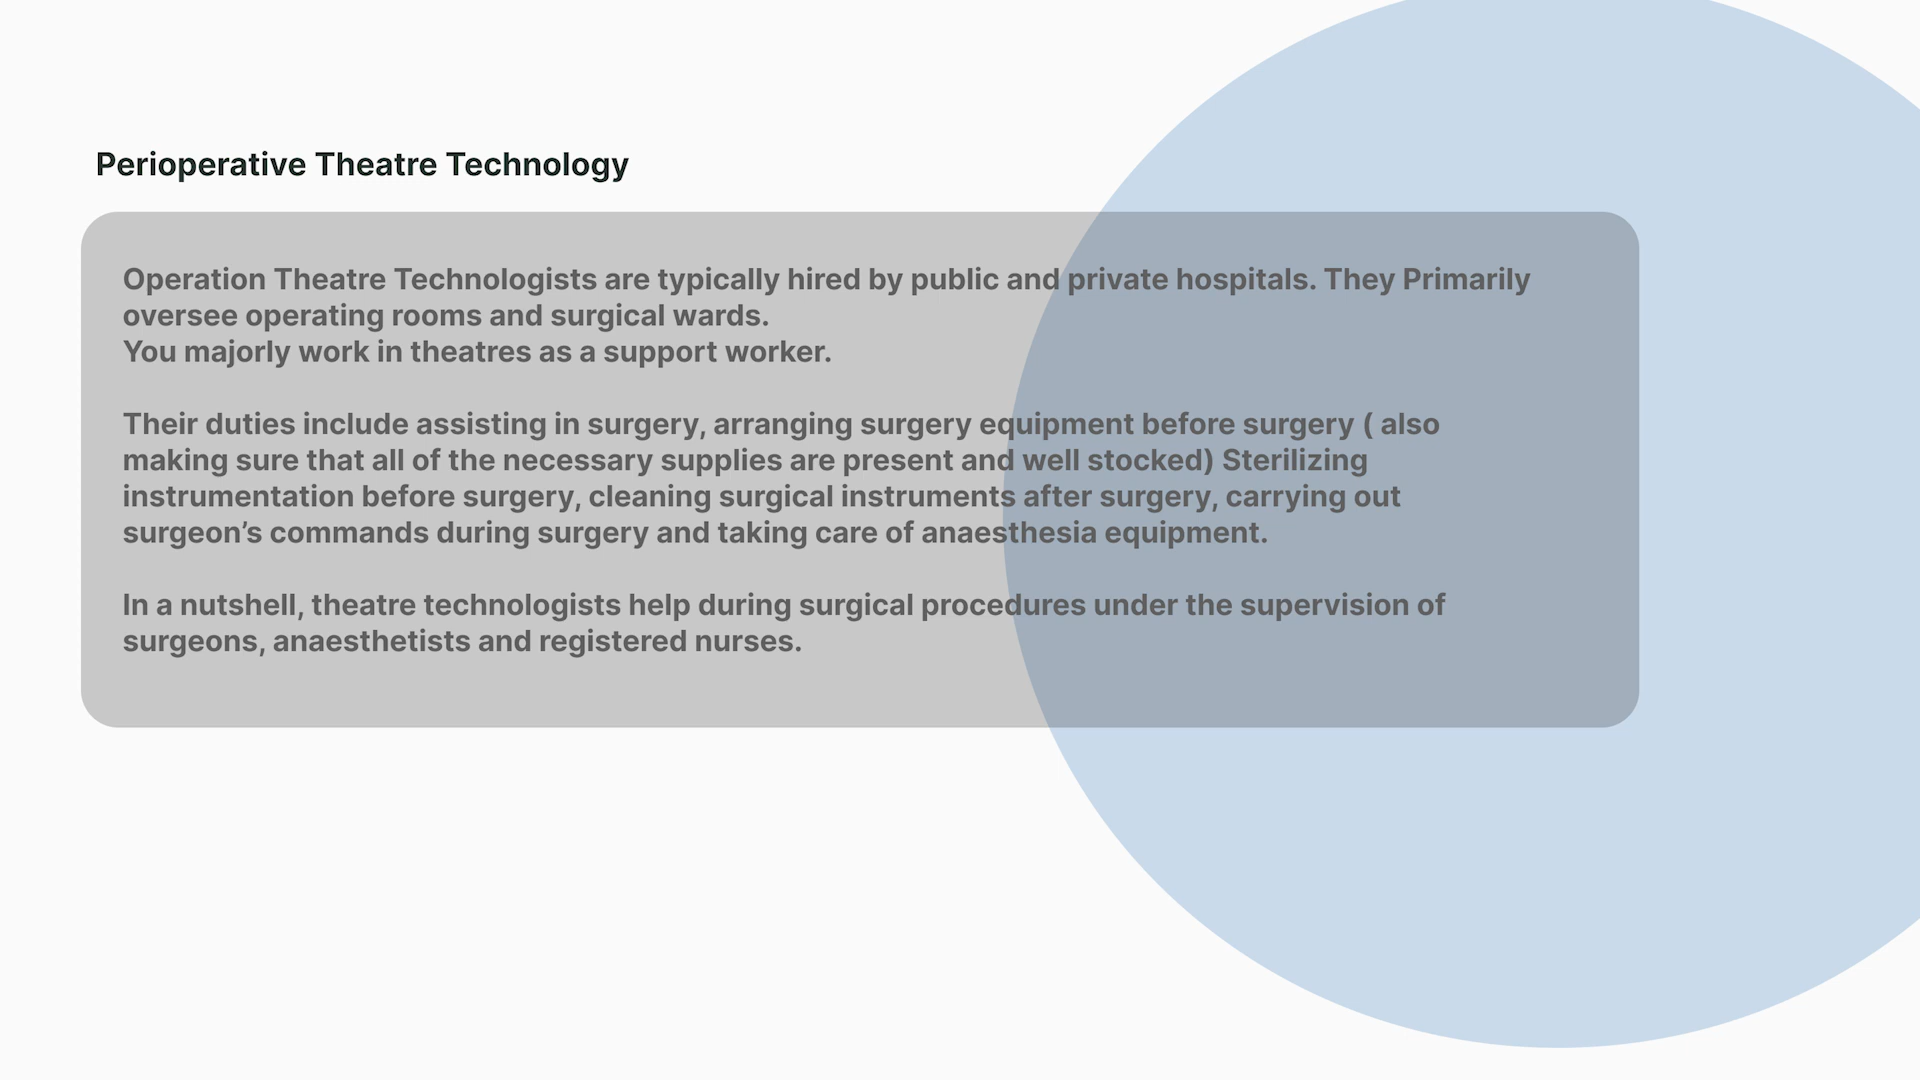 Perioperative Theatre Technology
Operation Theatre Technologists are typically hired by public and private hospitals. They Primarily
oversee operating rooms and surgical wards.
You majorly work in theatres as a support worker.
Their duties include assisting in surgery, arranging surgery equipment before surgery ( also
making sure that all of the necessary supplies are present and well stocked) Sterilizing
instrumentation before surgery, cleaning surgical instruments after surgery, carrying out
surgeon’s commands during surgery and taking care of anaesthesia equipment.
In a nutshell, theatre technologists help during surgical procedures under the supervision of
surgeons, anaesthetists and registered nurses.